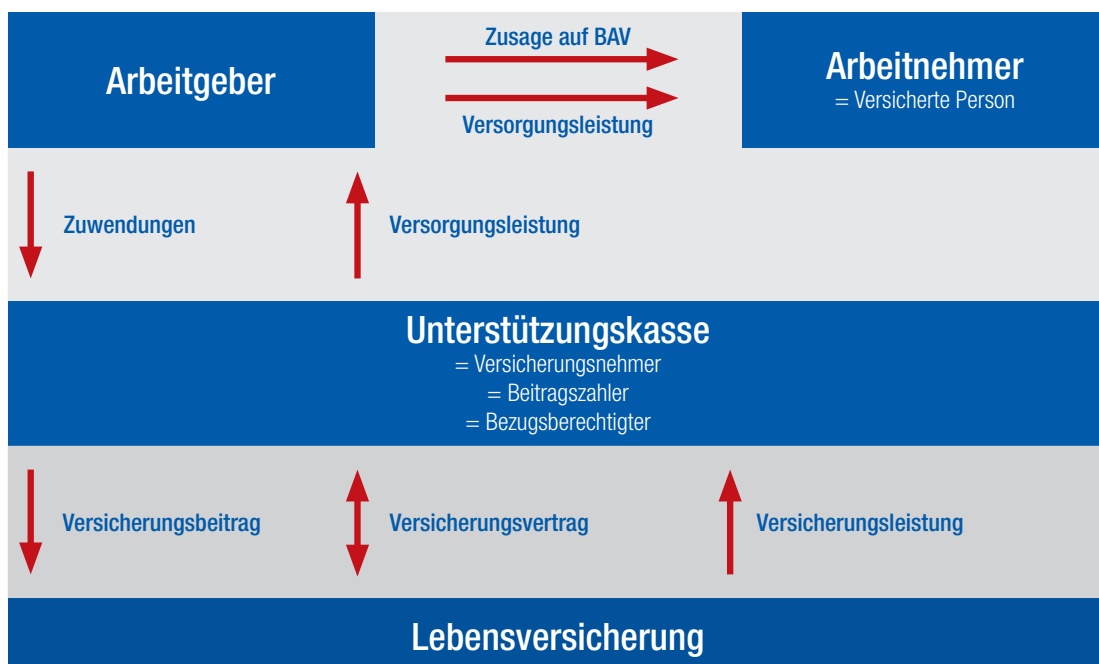 Arbeitgeber
Zusage auf BAV
Versorgungsleistung
Arbeitnehmer
= Versicherte Person
Zuwendungen
Versorgungsleistung
Unterstützungskasse
= Versicherungsnehmer
= Beitragszahler
= Bezugsberechtigter
Versicherungsbeitrag
Versicherungsvertrag
Versicherungsleistung
Lebensversicherung